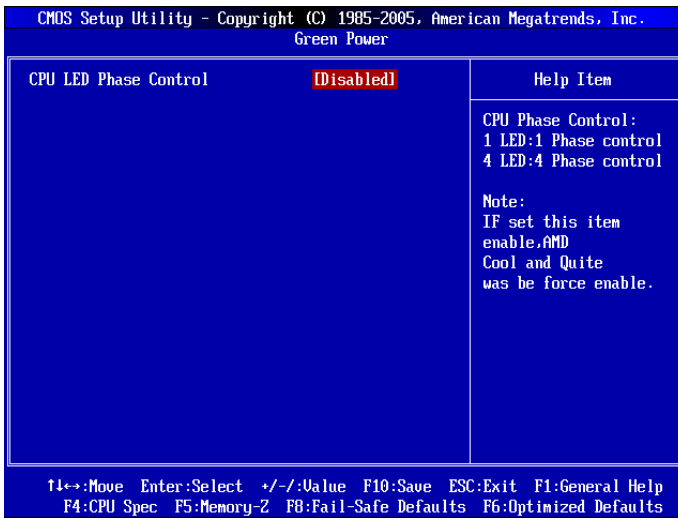 CMOS Setup Utility - Copyright (C) 1985-2005, American Megatrends, Inc.
Green Power
CPU LED Phase Control [Disabled]
Help Item
CPU Phase Control:
1 LED:1 Phase control
4 LED:4 Phase control
Note:
IF set this item
enable,AMD
Cool and Quite
was be force enable.
↑↓←→:Move Enter:Select +/-/:Value F10:Save ESC:Exit F1:General Help
F4:CPU Spec F5:Memory-Z F8:Fail-Safe Defaults F6:Optimized Defaults